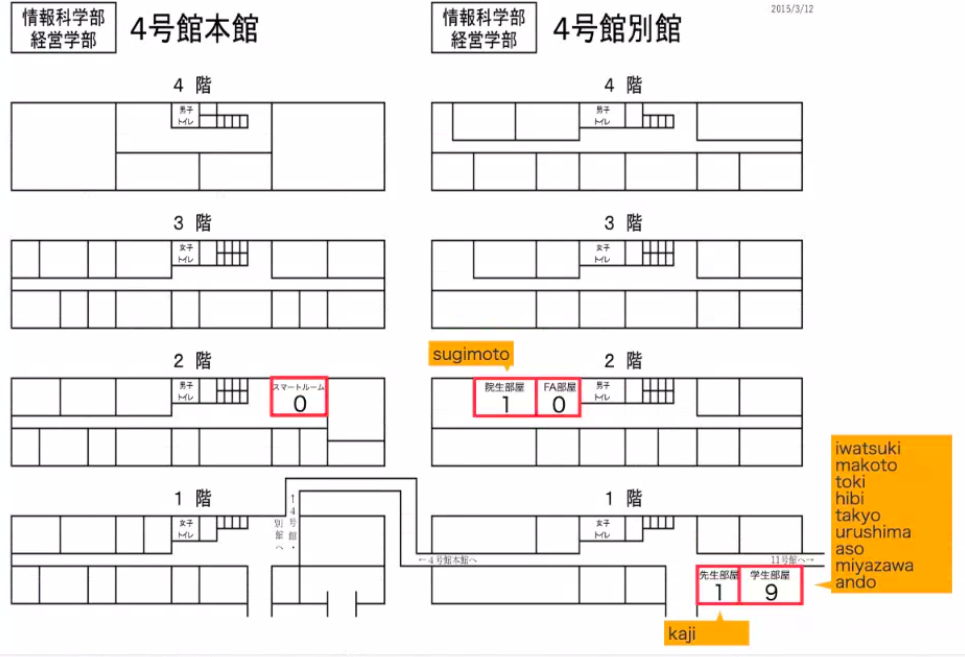 情報科学部
経営学部
4号館本館
情報科学部
経営学部
4号館別館
2015/3/12
4 階
男子
トイレ
4 階
男子
トイレ
3 階
女子
トイレ
3 階
女子
トイレ
2 階
男子
トイレ
スマートルーム
0
sugimoto
2 階
院生部屋
1
FA部屋
0
男子
トイレ
iwatsuki
makoto
toki
hibi
takyo
urushima
aso
miyazawa
ando
1 階
女子
トイレ
↑4号館・
別館へ
1 階
女子
トイレ
←4号館本館へ
11号館へ→
先生部屋
1
学生部屋
9
kaji